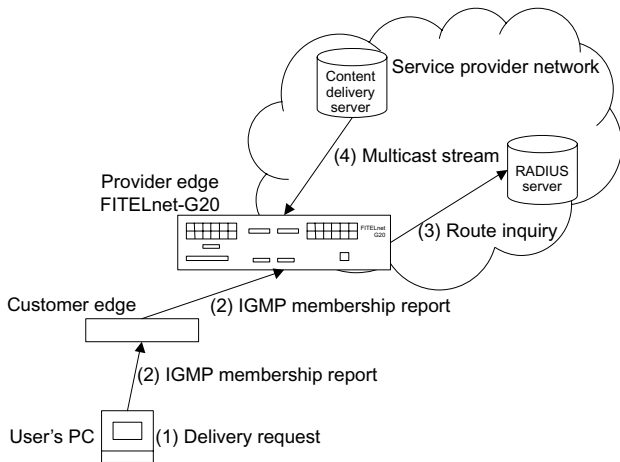 Content
delivery
server
Service provider network
(4) Multicast stream
RADIUS
server
Provider edge
FITELnet-G20
FITELnet
G20
(3) Route inquiry
(2) IGMP membership report
Customer edge
(2) IGMP membership report
User's PC
(1) Delivery request